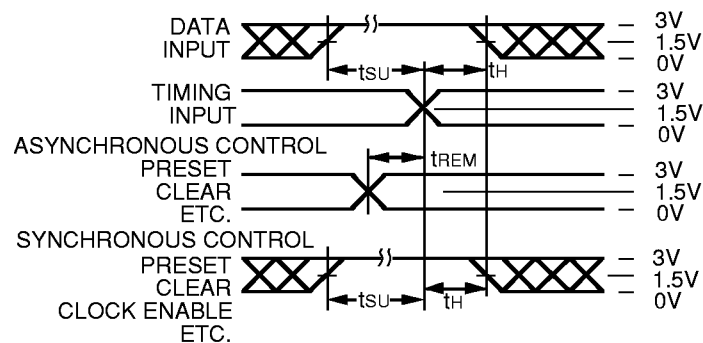 DATA
INPUT
3V
1.5V
0V
tSU
tH
TIMING
INPUT
3V
1.5V
0V
ASYNCHRONOUS CONTROL
PRESET
CLEAR
ETC.
tREM
3V
1.5V
0V
SYNCHRONOUS CONTROL
PRESET
CLEAR
CLOCK ENABLE
ETC.
3V
1.5V
0V
tSU
tH